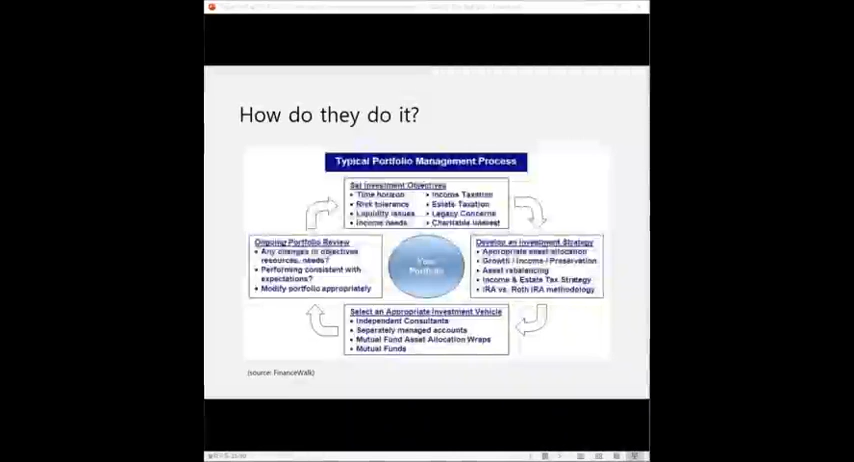 How do they do it?
Typical Portfolio Management Process
Set Investment Objectives
• Time horizon
• Risk tolerance
• Liquidity issues
• Income needs
• Income Taxation
• Estate Taxation
• Legacy Concerns
• Charitable Interest
Ongoing Portfolio Review
• Any changes in objectives
resources, needs?
• Performing consistent with
expectations?
• Modify portfolio appropriately
Your
Portfolio
Develop an Investment Strategy
• Appropriate asset allocation
• Growth / Income / Preservation
• Asset rebalancing
• Income & Estate Tax Strategy
• IRA vs. Roth IRA methodology
Select an Appropriate Investment Vehicle
• Independent Consultants
• Separately managed accounts
• Mutual Fund Asset Allocation Wraps
• Mutual Funds
(source: FinanceWalk)